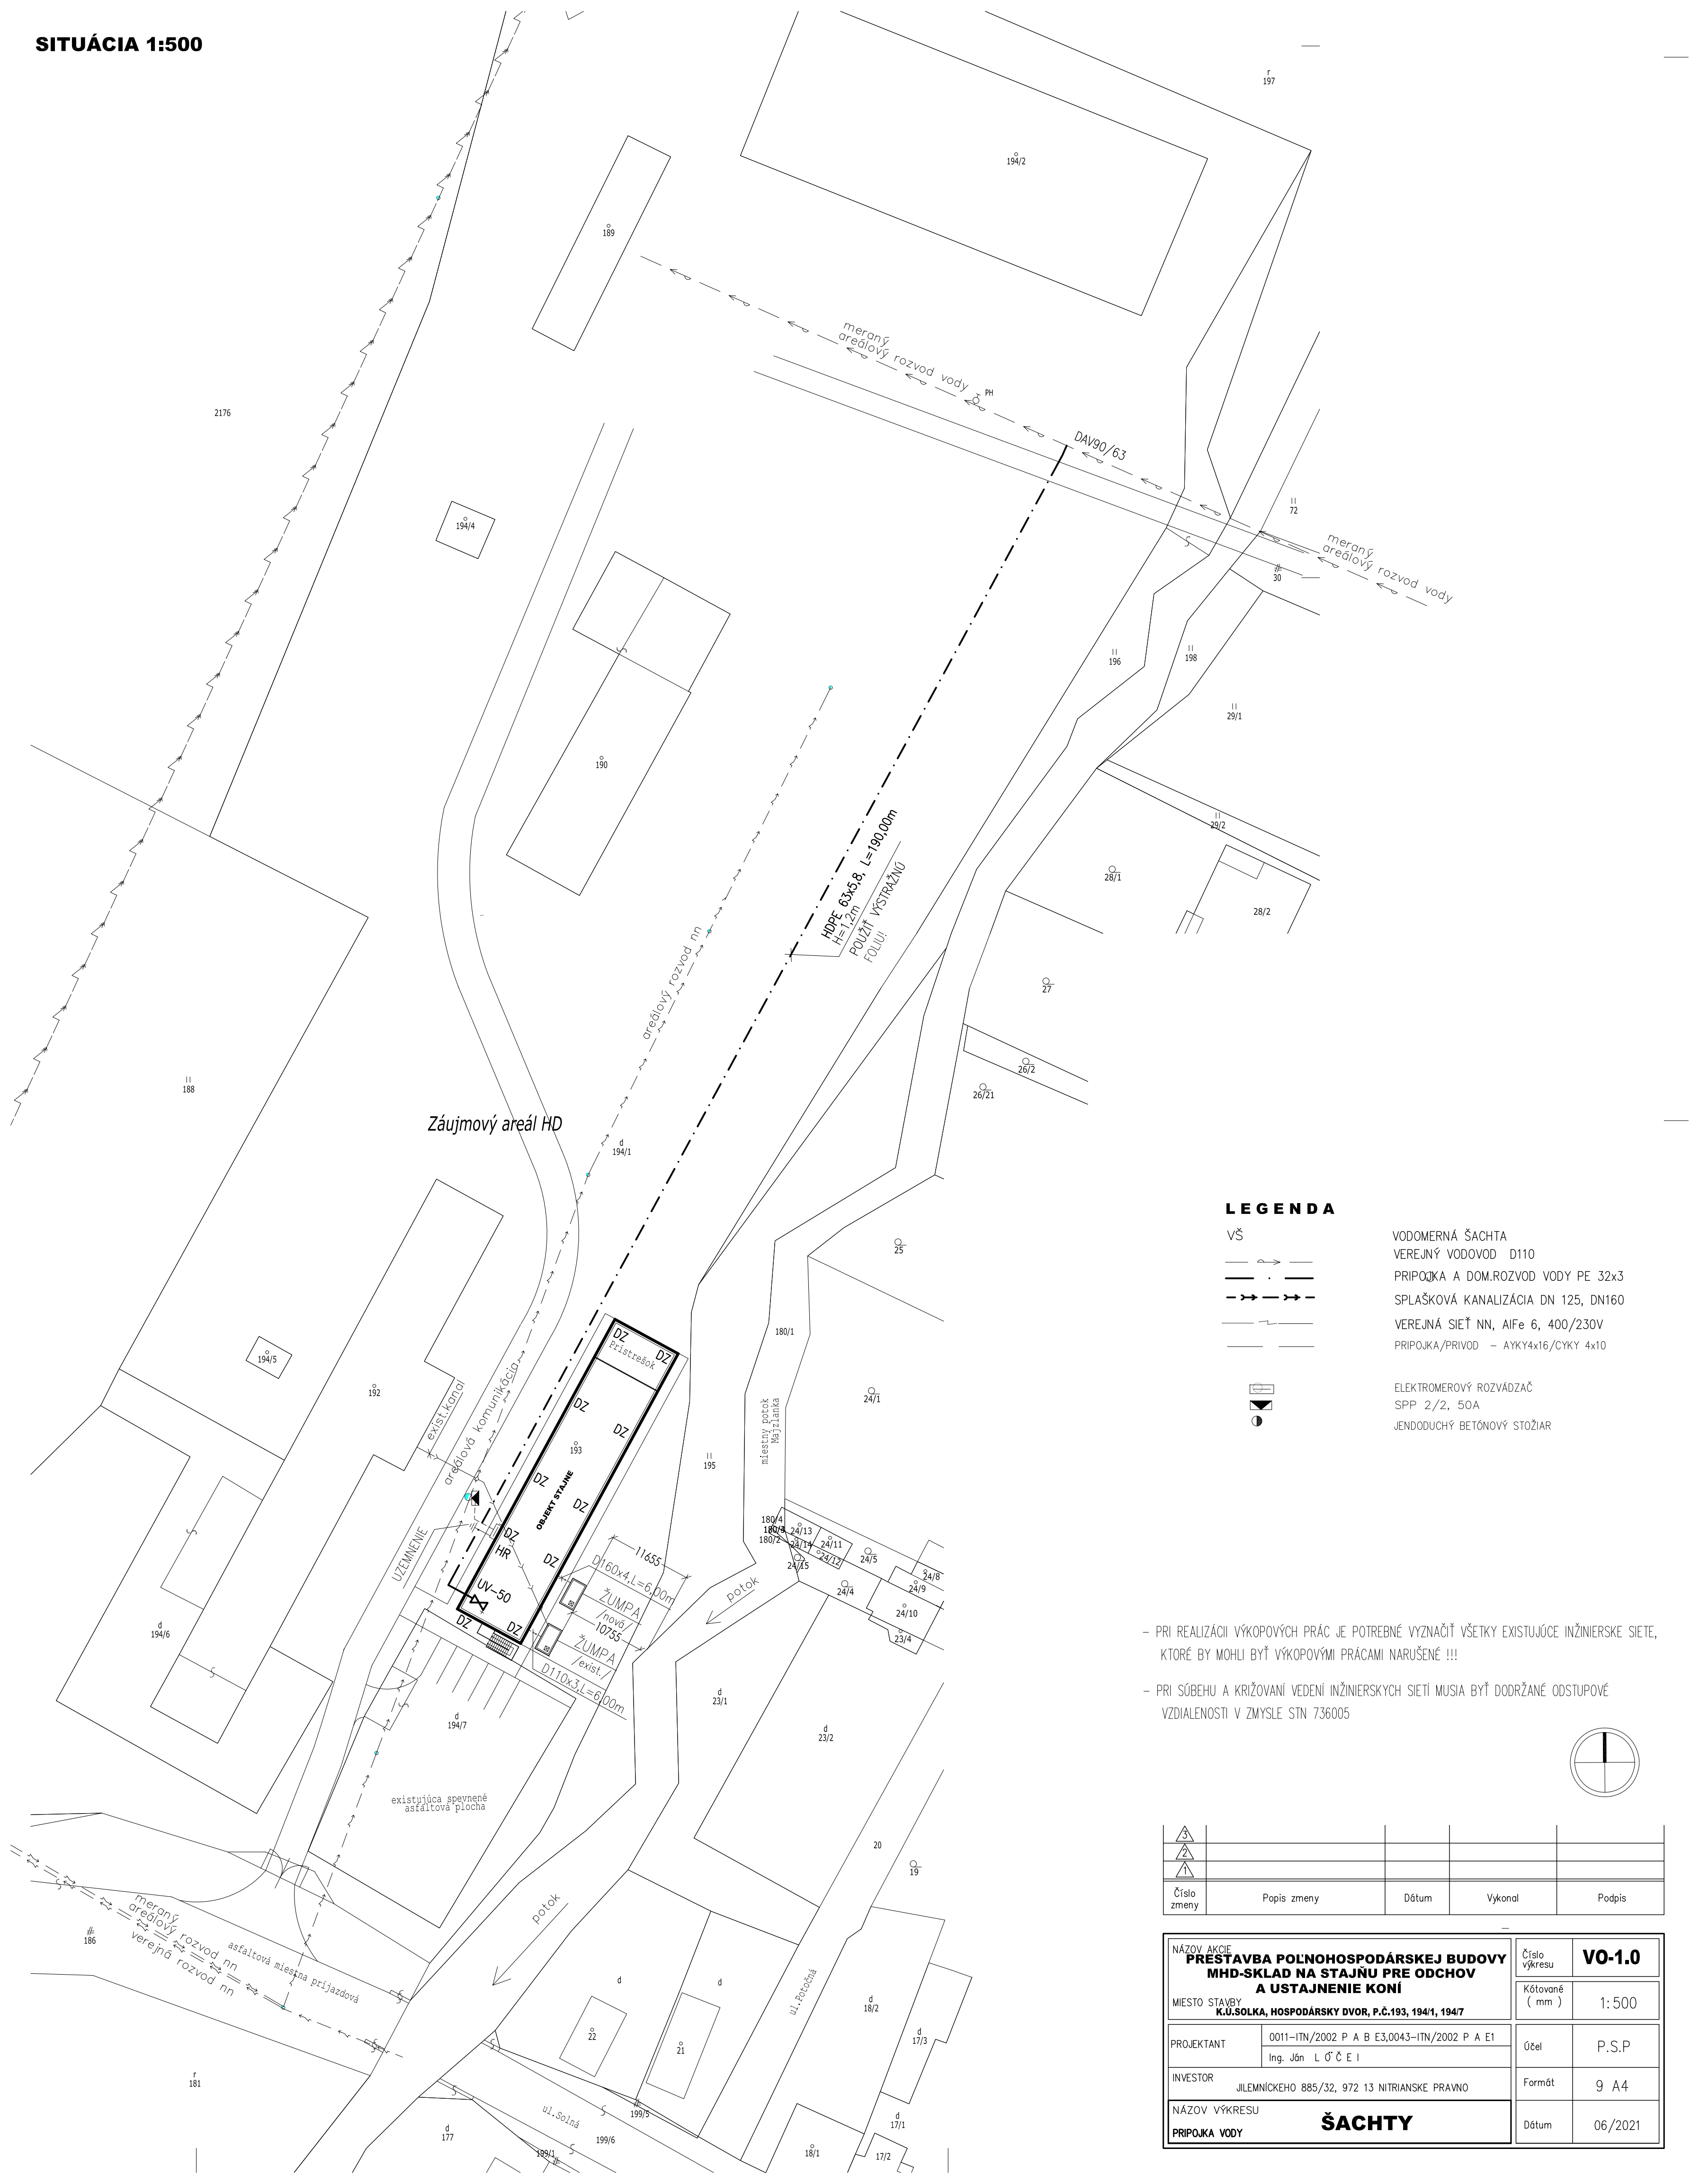 SITUÁCIA 1:500
r
197
o
194/2
o
189
meraný
areálový rozvod vody
PH
DAV90/63
2176
o
194/4
II
72
meraný
areálový rozvod vody
#
30
II
196
II
198
II
29/1
o
190
II
29/2
28/1
28/2
HDPE 63x5,8, L=190,00m
H=1,2m
POUŽIŤ VÝSTRAŽNÚ
FOLIU!
areálový rozvod nn
27
26/2
26/21
II
188
Záujmový areál HD
d
194/1
25
LEGENDA
VŠ
VODOMERNÁ ŠACHTA
VEREJNÝ VODOVOD D110
PRIPOJKA A DOM.ROZVOD VODY PE 32x3
SPLAŠKOVÁ KANALIZÁCIA DN 125, DN160
VEREJNÁ SIEŤ NN, AlFe 6, 400/230V
PRIPOJKA/PRIVOD - AYKY4x16/CYKY 4x10
ELEKTROMEROVÝ ROZVÁDZAČ
SPP 2/2, 50A
JENDODUCHÝ BETÓNOVÝ STOŽIAR
180/1
DZ
Prístrešok
DZ
o
194/5
o
192
exist.kanal
areálová komunikácia
DZ
24/1
miestny potok
Majzlanka
DZ
o
193
II
195
DZ
OBJEKT STAJNE
DZ
180/4
180/3
180/2
24/13
24/11
24/14
24/12
24/15
24/5
24/8
24/9
24/4
24/10
23/4
UZEMNENIE
DZ
HR
DZ
11655
D160x4,L=6,00m
ŽUMPA
/nová/
10755
ŽUMPA
/exist./
D110x3,L=6,00m
UV-50
DZ
DZ
potok
d
194/6
d
194/7
d
23/1
d
23/2
- PRI REALIZÁCII VÝKOPOVÝCH PRÁC JE POTREBNÉ VYZNAČIŤ VŠETKY EXISTUJÚCE INŽINIERSKE SIETE,
KTORÉ BY MOHLI BYŤ VÝKOPOVÝMI PRÁCAMI NARUŠENÉ !!!
- PRI SÚBEHU A KRIŽOVANÍ VEDENÍ INŽINIERSKYCH SIETÍ MUSIA BYŤ DODRŽANÉ ODSTUPOVÉ
VZDIALENOSTI V ZMYSLE STN 736005
existujúca spevnené
asfaltová plocha
20
19
3
2
1
Číslo
zmeny
Popis zmeny
Dátum
Vykonal
Podpis
meraný
areálový rozvod nn
verejná rozvod nn
asfaltová miestna príjazdová
#
186
potok
ul.Potočná
d
22
d
21
d
18/2
d
17/3
r
181
ul.Solná
#
199/5
199/6
199/1
#
d
177
d
17/1
o
18/1
17/2
NÁZOV AKCIE
PRESTAVBA POĽNOHOSPODÁRSKEJ BUDOVY
MHD-SKLAD NA STAJŇU PRE ODCHOV
A USTAJNENIE KONÍ
MIESTO STAVBY
K.Ú.SOLKA, HOSPODÁRSKY DVOR, P.Č.193, 194/1, 194/7
Číslo
výkresu
VO-1.0
Kótované
( mm )
1:500
PROJEKTANT
0011-ITN/2002 P A B E3,0043-ITN/2002 P A E1
Ing. Ján LŐČEI
Účel
P.S.P
INVESTOR
JILEMNÍCKEHO 885/32, 972 13 NITRIANSKE PRAVNO
Formát
9 A4
NÁZOV VÝKRESU
PRIPOJKA VODY
ŠACHTY
Dátum
06/2021